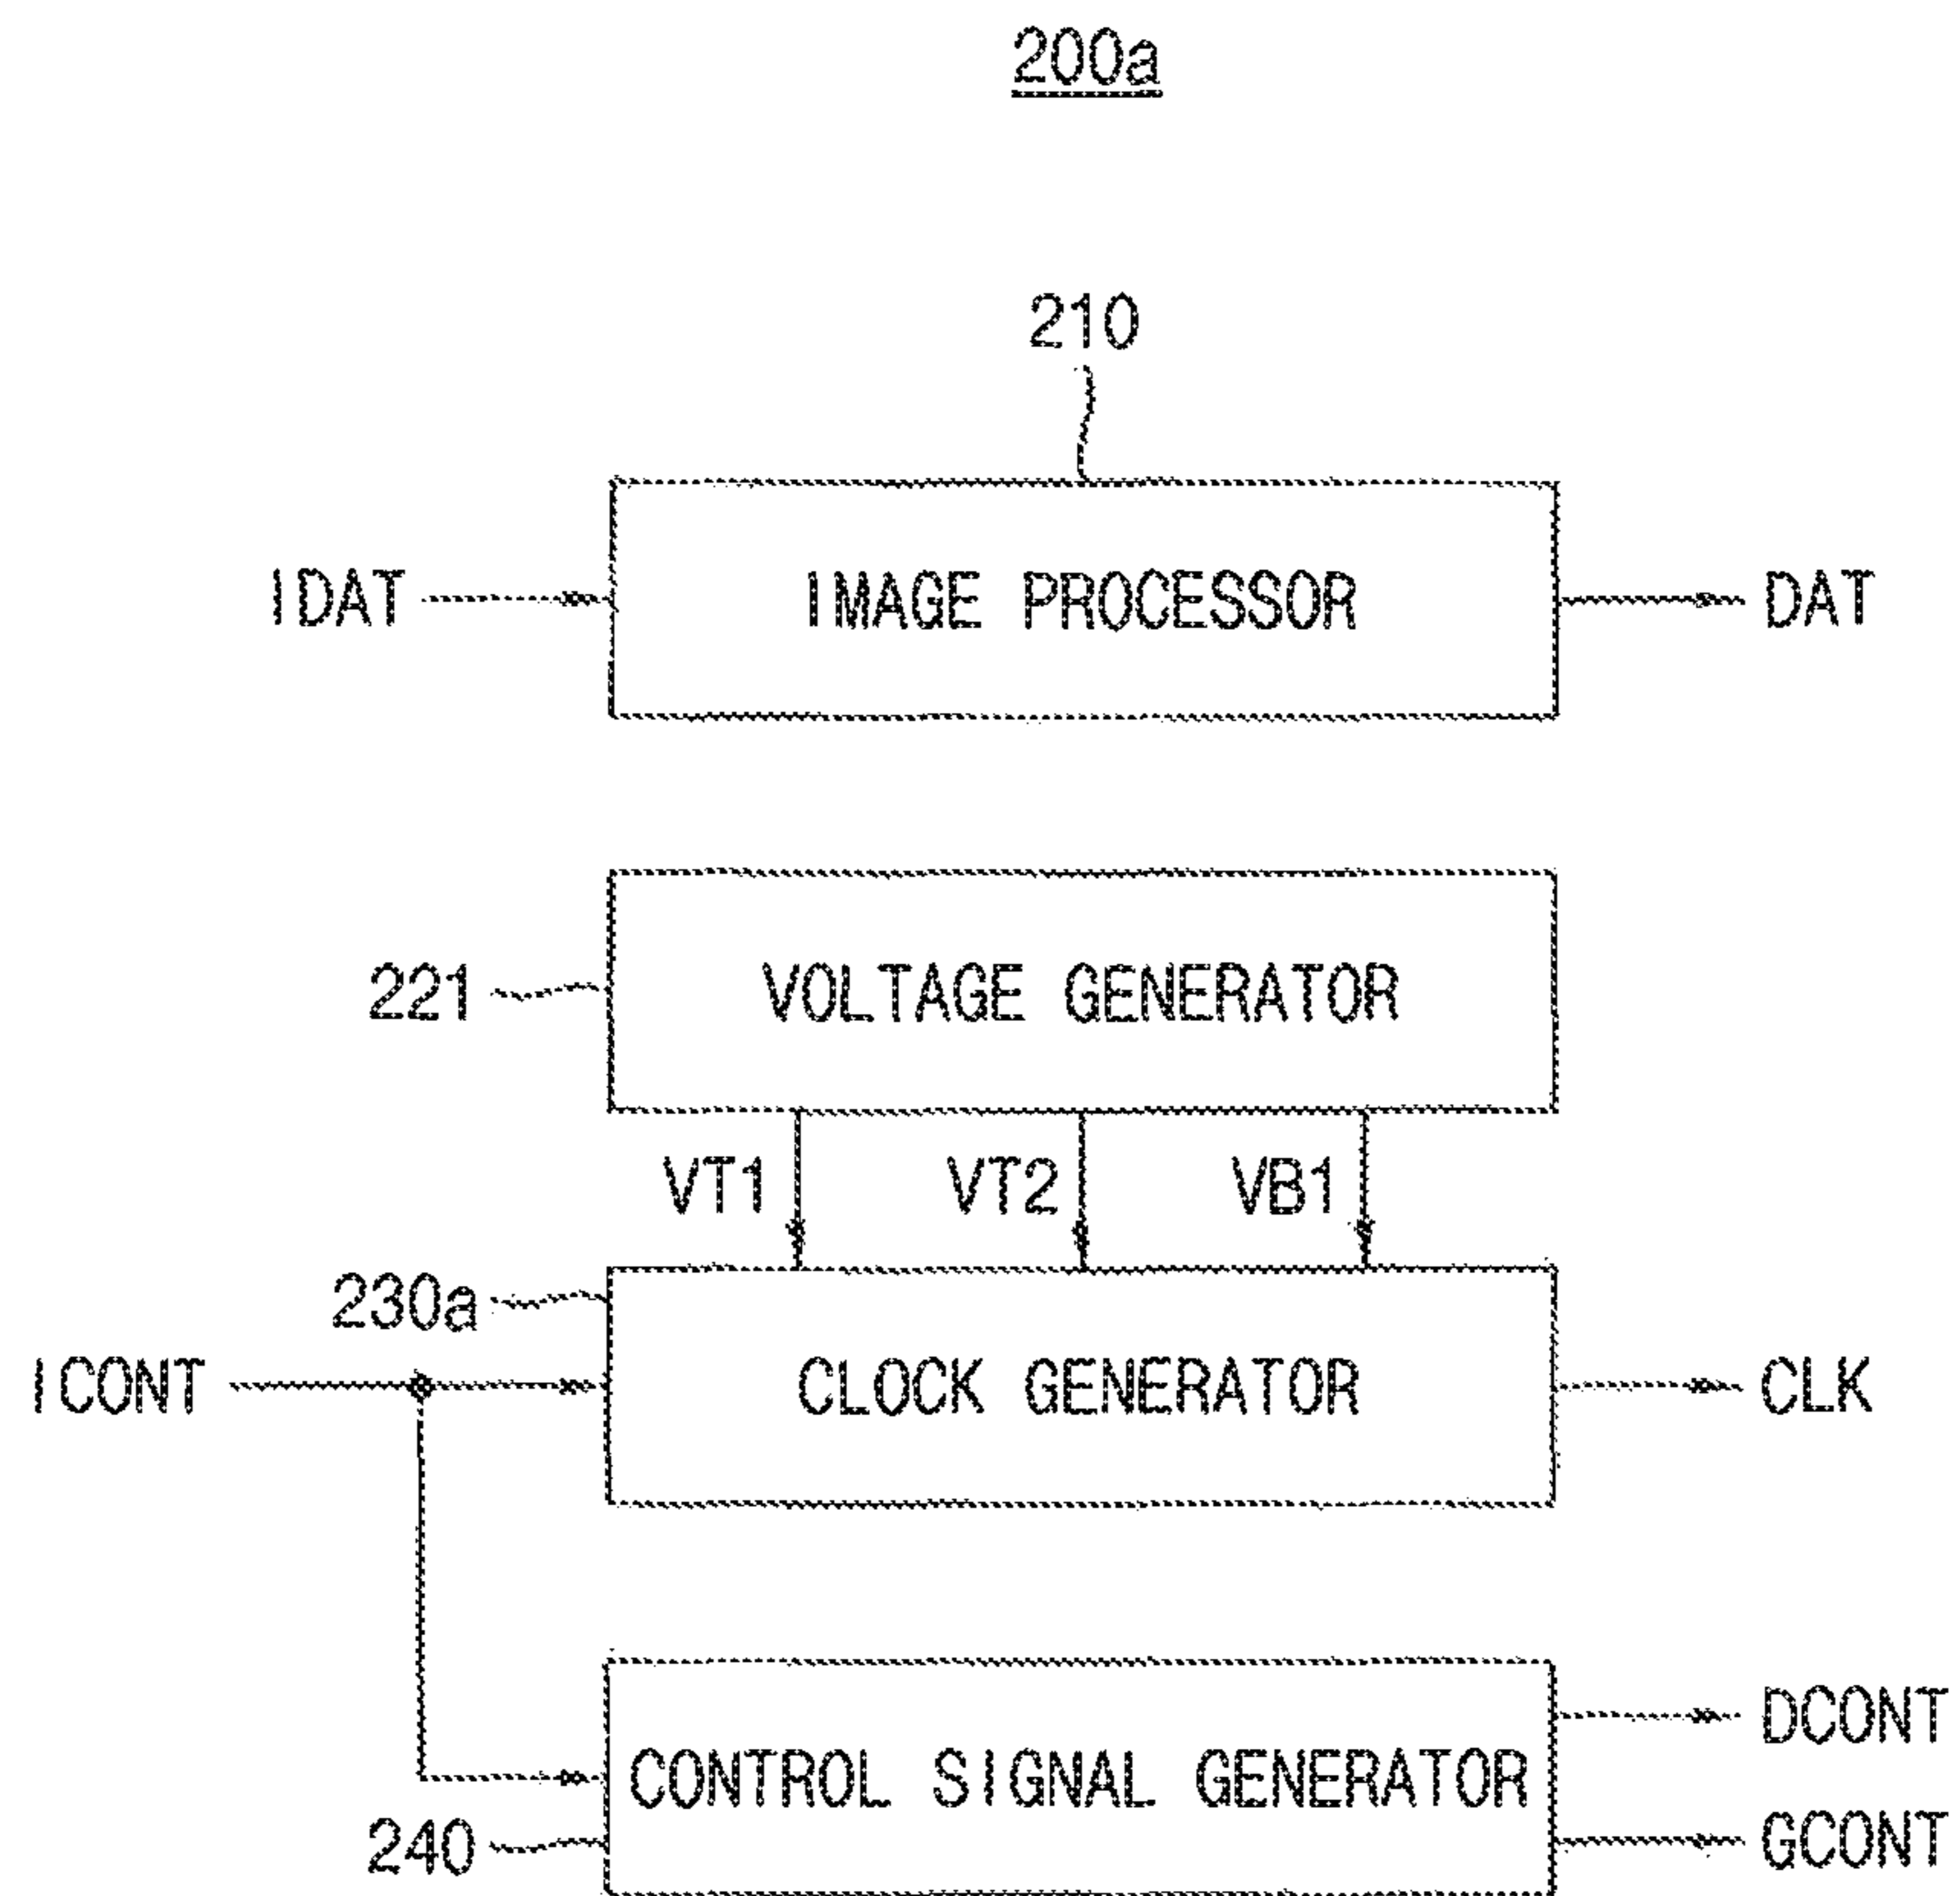 200a
210
IDAT
IMAGE PROCESSOR
DAT
221
VOLTAGE GENERATOR
VT1
VT2
VB1
230a
ICONT
CLOCK GENERATOR
CLK
DCONT
CONTROL SIGNAL GENERATOR
240
GCONT